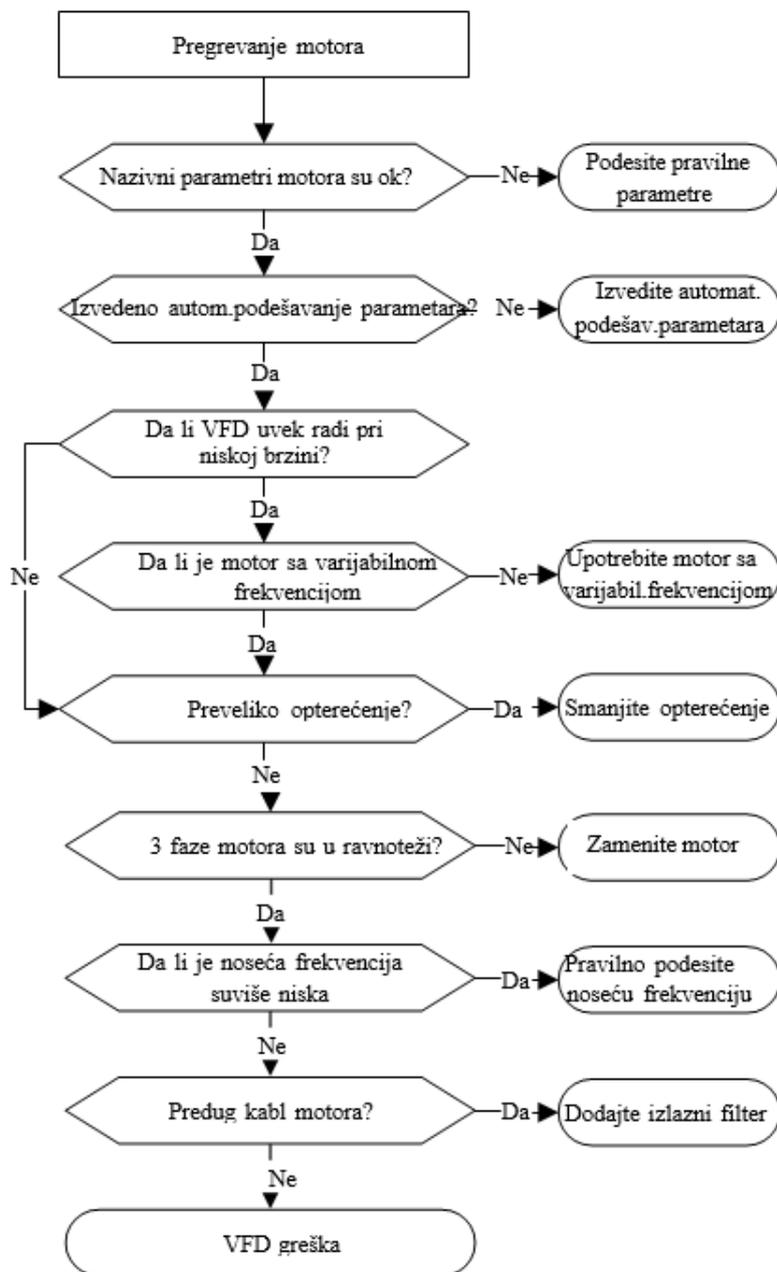 Pregrevanje motora
Nazivni parametri motora su ok?
Ne
Podesite pravilne
parametre
Da
Izvedeno autom.podešavanje parametara?
Ne
Izvedite automat.
podešav.parametara
Da
Da li VFD uvek radi pri
niskoj brzini?
Da
Ne
Da li je motor sa varijabilnom
frekvencijom
Ne
Upotrebite motor sa
varijabil.frekvencijom
Da
Preveliko opterećenje?
Da
Smanjite opterećenje
Ne
3 faze motora su u ravnoteži?
Ne
Zamenite motor
Da
Da li je noseća frekvencija
suviše niska
Da
Pravilno podesite
noseću frekvenciju
Ne
Predug kabl motora?
Da
Dodajte izlazni filter
Ne
VFD greška